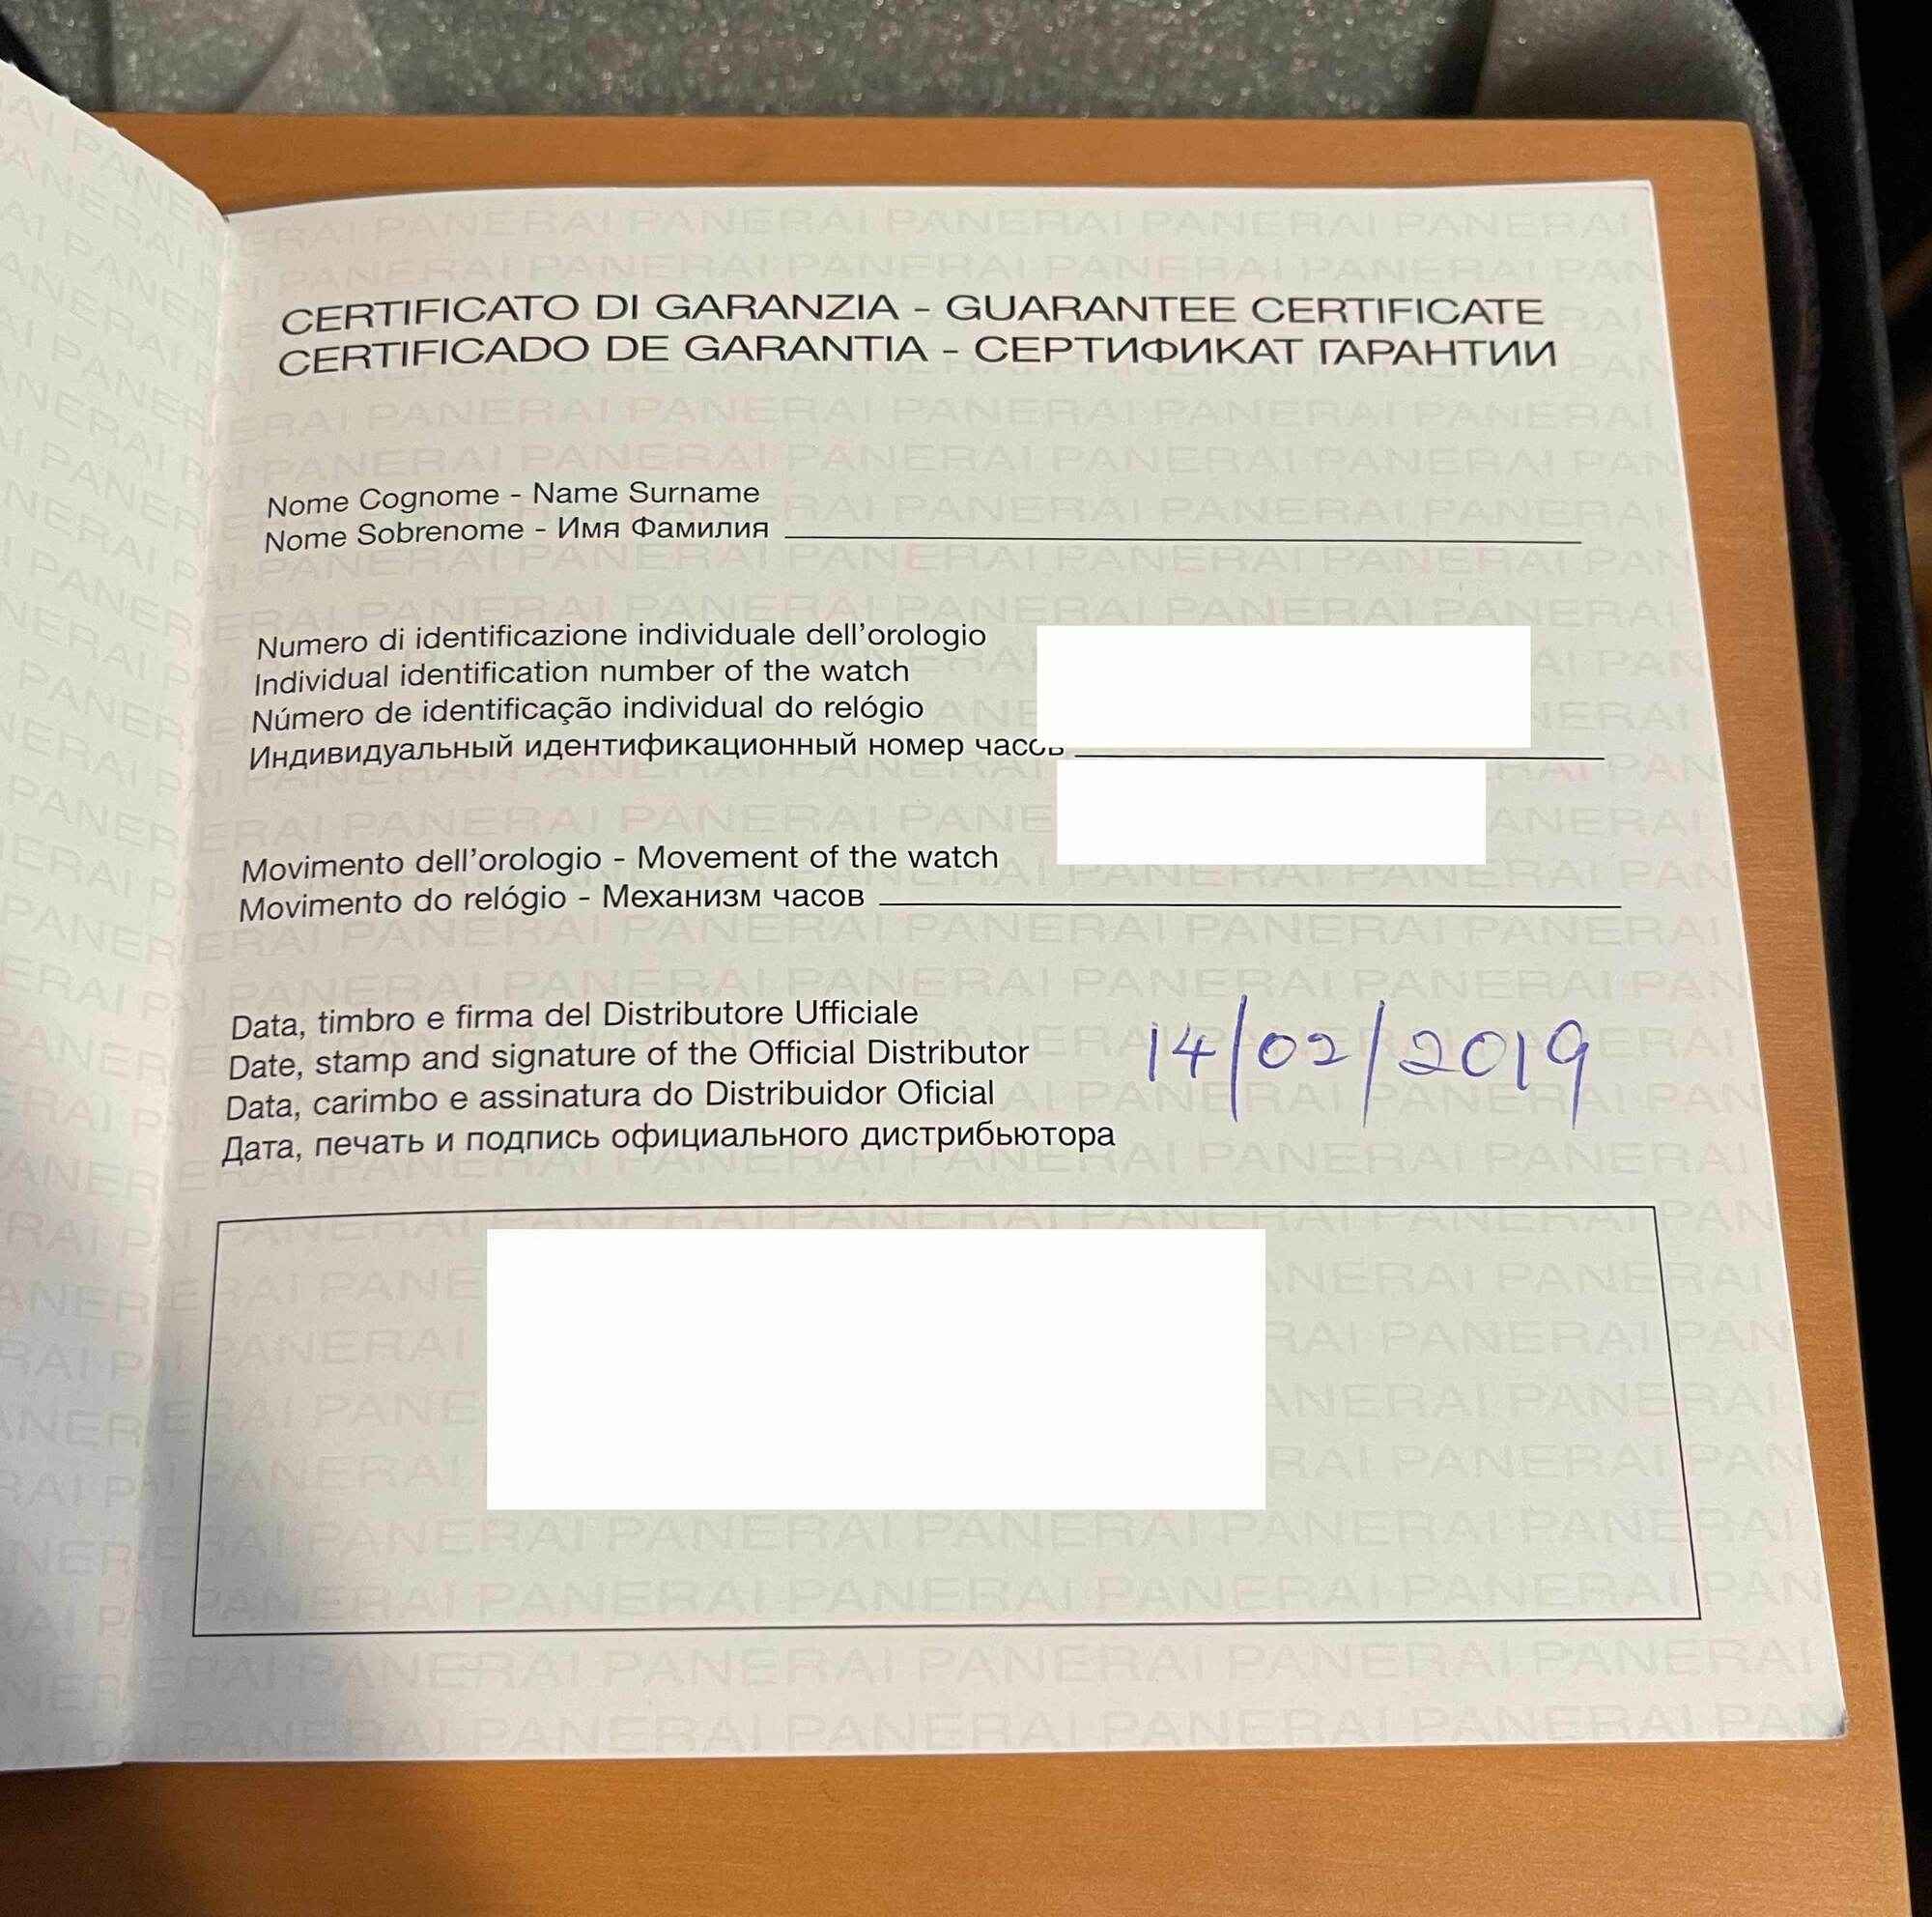 CERTIFICATO DI GARANZIA - GUARANTEE CERTIFICATE
CERTIFICADO DE GARANTIA - СЕРТИФИКАТ ГАРАНТИИ
Nome Cognome - Name Surname
Nome Sobrenome - Имя Фамилия
Numero di identificazione individuale dell'orologio
Individual identification number of the watch
Número de identificação individual do relógio
Индивидуальный идентификационный номер часов
Movimento dell'orologio - Movement of the watch
Movimento do relógio - Механизм часов
Data, timbro e firma del Distributore Ufficiale
Date, stamp and signature of the Official Distributor
14/02/2019
Data, carimbo e assinatura do Distribuidor Oficial
Дата, печать и подпись официального дистрибьютора